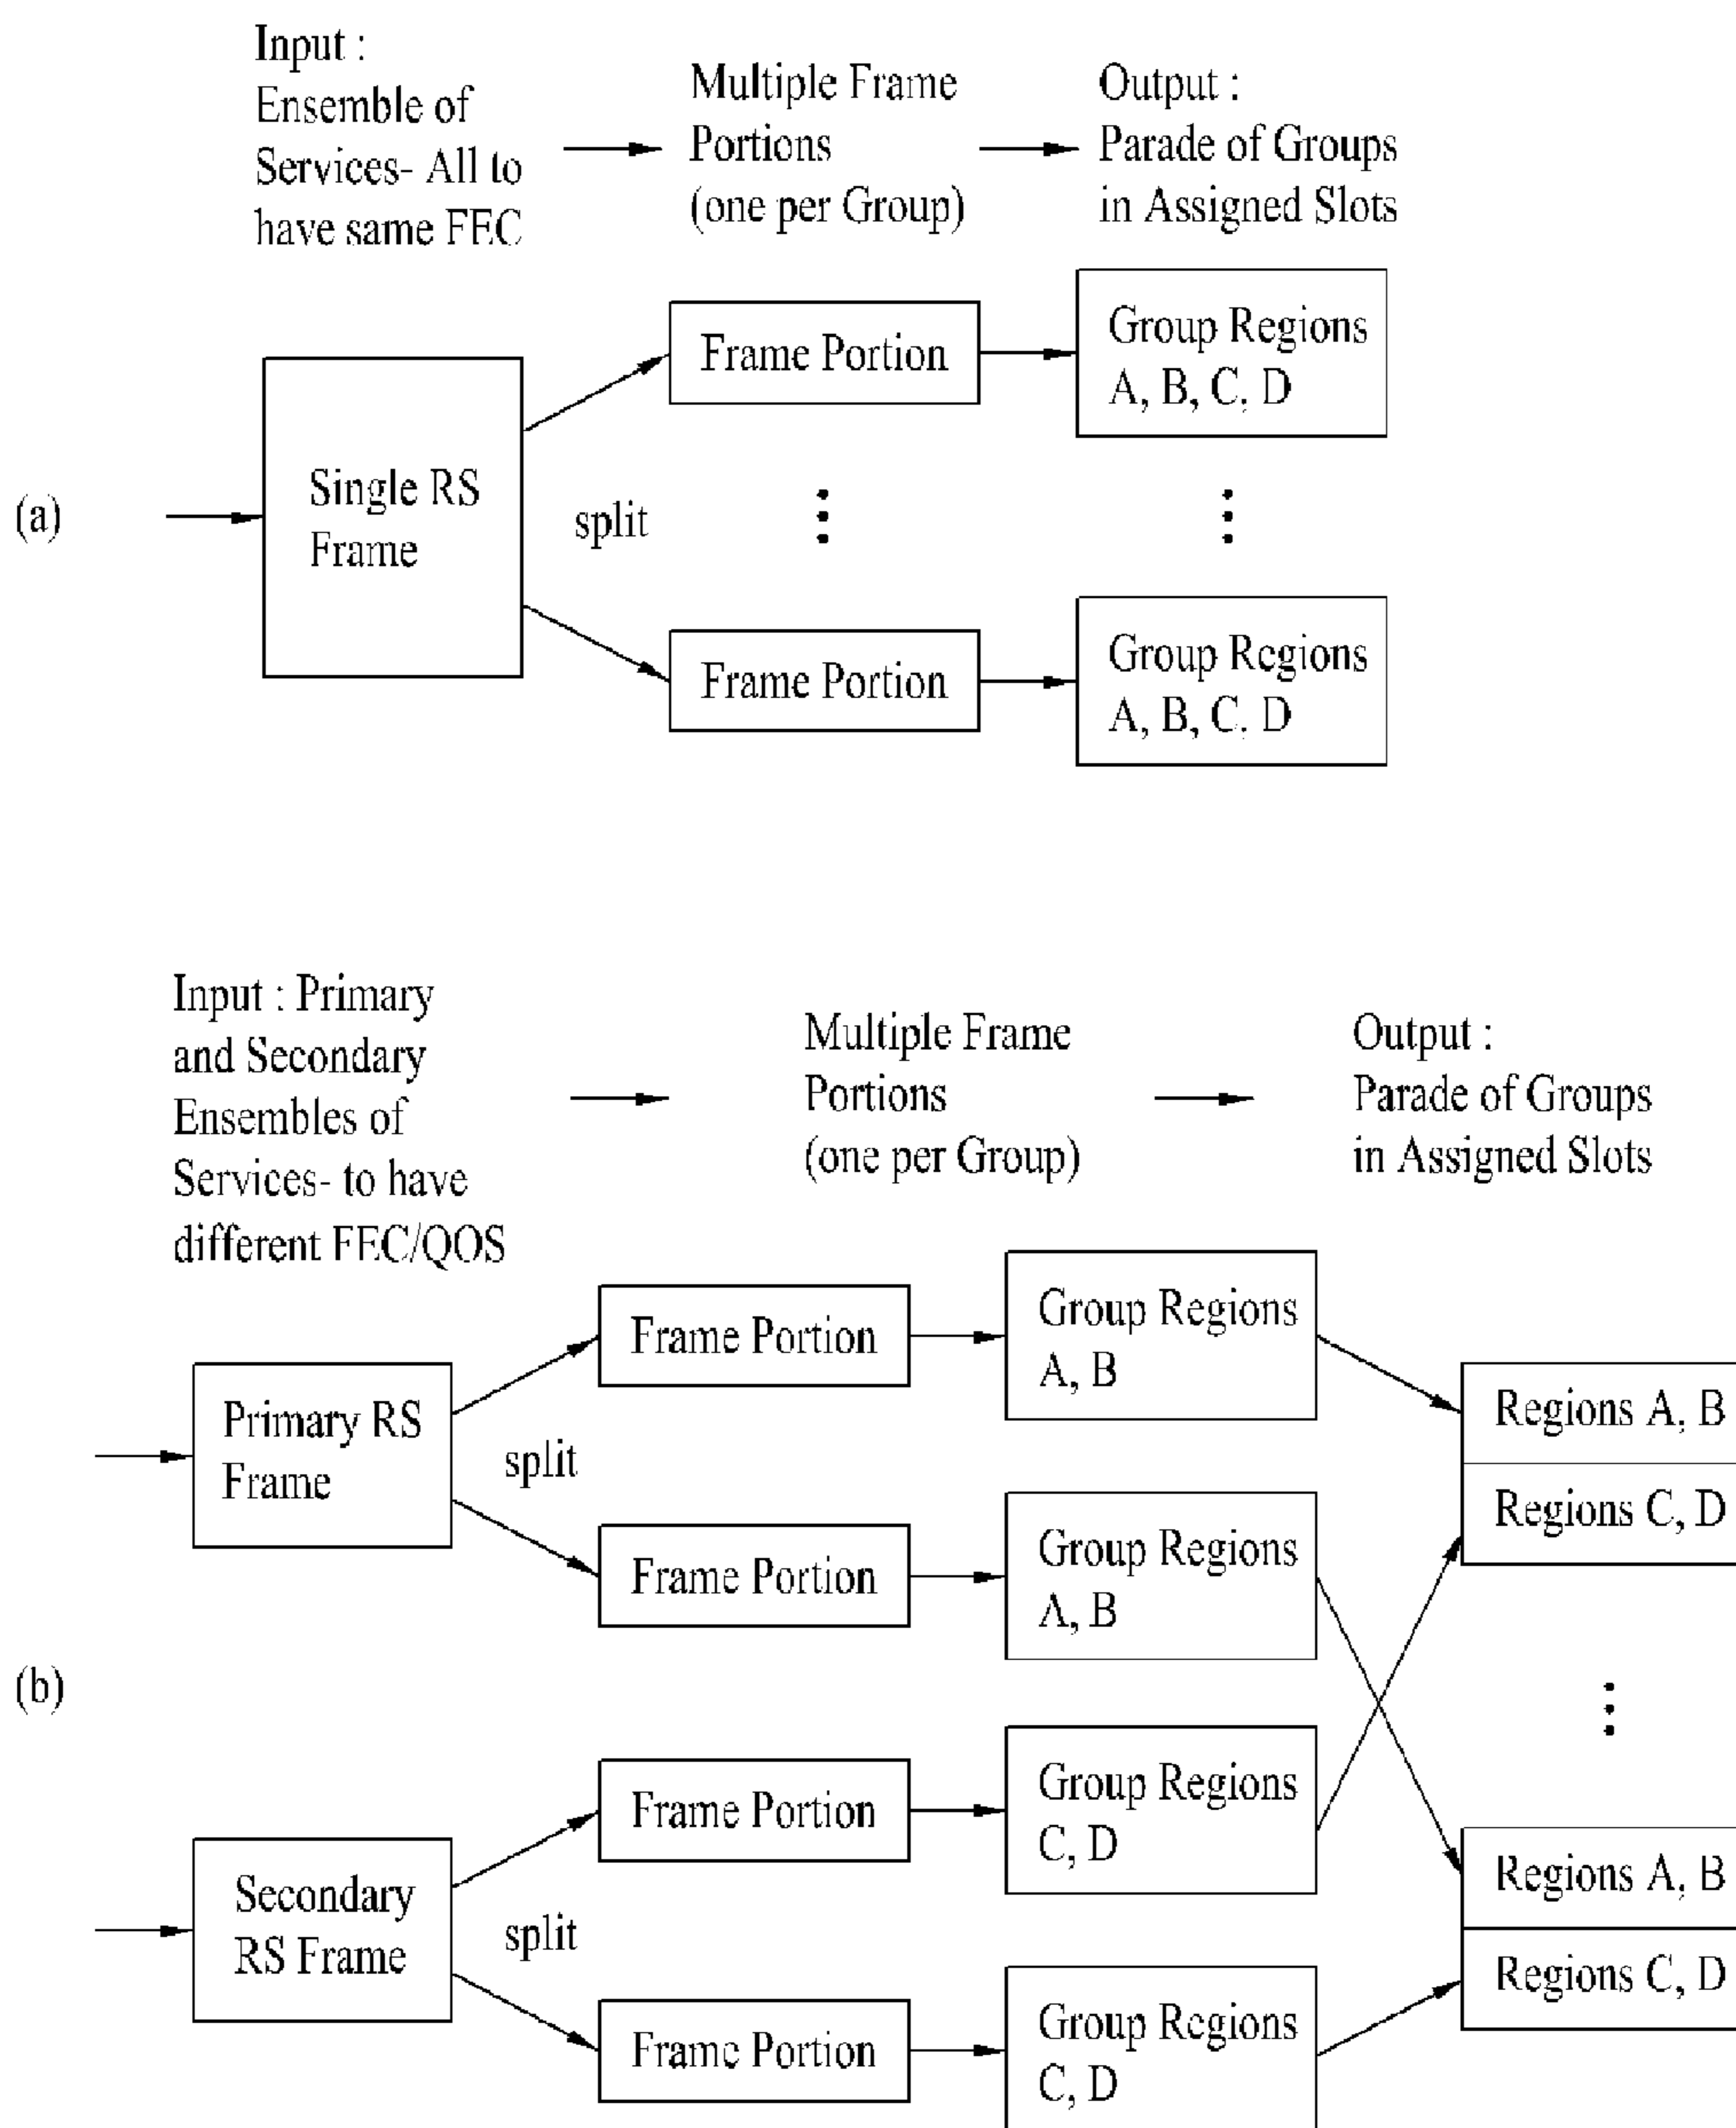 Input :
Ensemble of
Services- All to
have same FEC
Multiple Frame
Portions
(one per Group)
Output :
Parade of Groups
in Assigned Slots
(a)
Single RS
Frame
split
Frame Portion
Group Regions
A, B, C, D
Frame Portion
Group Regions
A, B, C, D
Input : Primary
and Secondary
Ensembles of
Services- to have
different FEC/QOS
Multiple Frame
Portions
(one per Group)
Output :
Parade of Groups
in Assigned Slots
(b)
Primary RS
Frame
split
Frame Portion
Group Regions
A, B
Frame Portion
Group Regions
A, B
Secondary
RS Frame
split
Frame Portion
Group Regions
C, D
Frame Portion
Group Regions
C, D
Regions A, B
Regions C, D
Regions A, B
Regions C, D